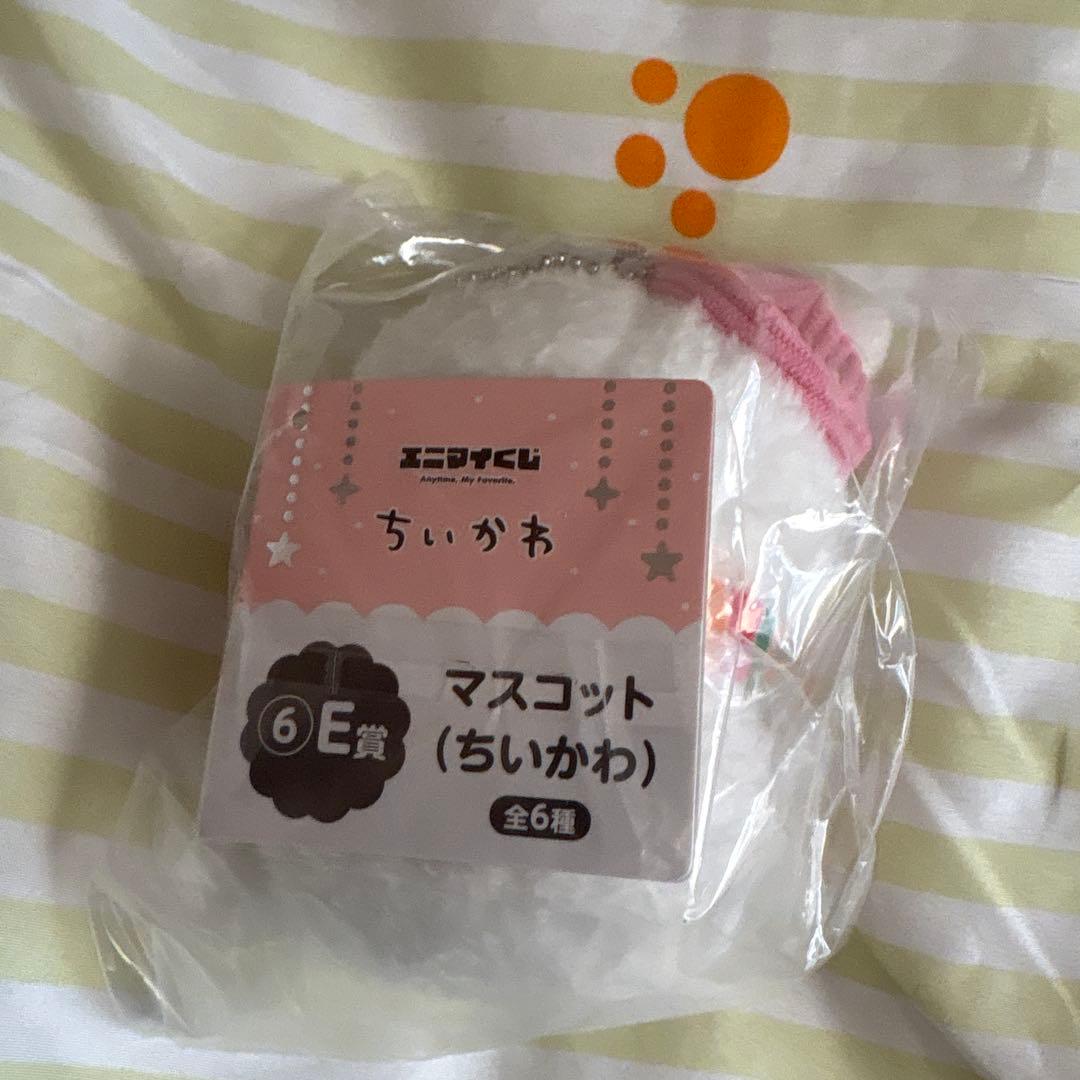 エニマイくじ
Anytime, My Favorite.
ちいかわ
⑥E賞
マスコット
(ちいかわ)
全6種